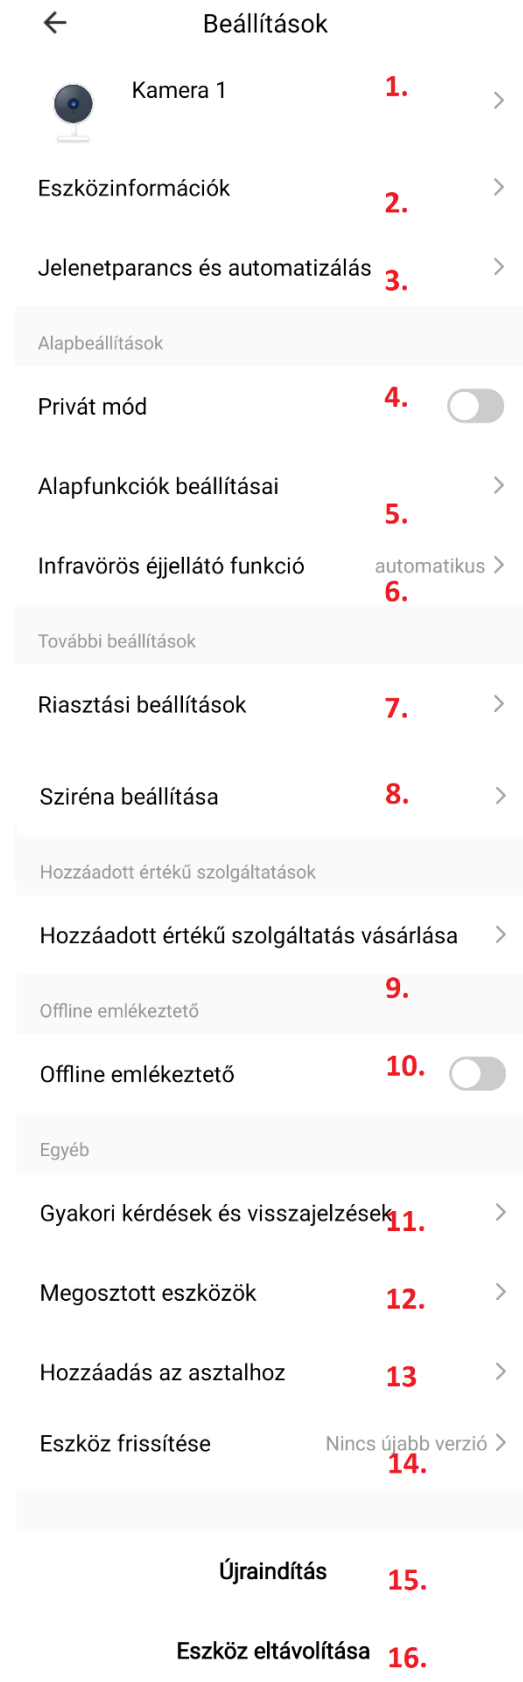 Beállítások
Kamera 1 1.
Eszközinformációk 2.
Jelenetparancs és automatizálás 3.
Alapbeállítások
Privát mód 4.
Alapfunkciók beállításai 5.
Infravörös éjjellátó funkció automatikus 6.
További beállítások
Riasztási beállítások 7.
Sziréna beállítása 8.
Hozzáadott értékű szolgáltatások
Hozzáadott értékű szolgáltatás vásárlása
9.
Offline emlékeztető
Offline emlékeztető 10.
Egyéb
Gyakori kérdések és visszajelzések 11.
Megosztott eszközök 12.
Hozzáadás az asztalhoz 13
Eszköz frissítése Nincs újabb verzió 14.
Újraindítás 15.
Eszköz eltávolítása 16.